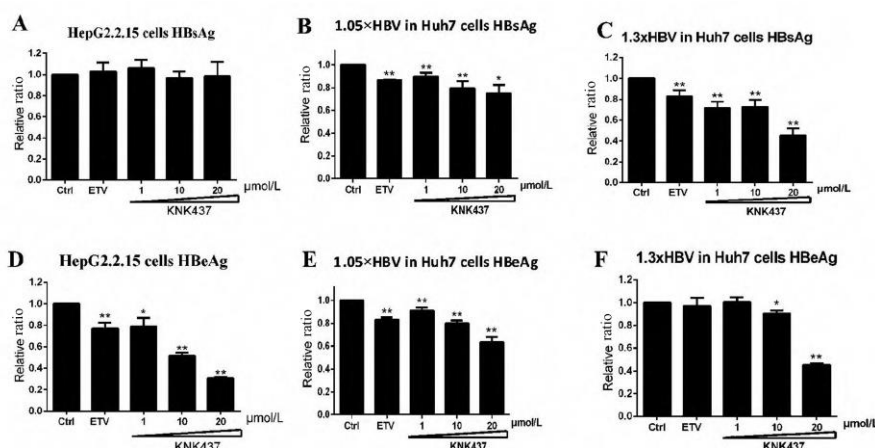 A
HepG2.2.15 cells HBsAg
Relative ratio
1.4
1.2
1.0
0.8
0.6
0.4
0.2
0.0
Ctrl ETV 1 10 20 μmol/L
KNK437
B
1.05×HBV in Huh7 cells HBsAg
Relative ratio
1.2
1.0
0.8
0.6
0.4
0.2
0.0
** ** ** *
Ctrl ETV 1 10 20 μmol/L
KNK437
C
1.3xHBV in Huh7 cells HBsAg
Relative ratio
1.2
1.0
0.8
0.6
0.4
0.2
0.0
** ** ** **
Ctrl ETV 1 10 20 μmol/L
KNK437
D
HepG2.2.15 cells HBeAg
Relative ratio
1.2
1.0
0.8
0.6
0.4
0.2
0.0
** * ** **
Ctrl ETV 1 10 20 μmol/L
KNK437
E
1.05×HBV in Huh7 cells HBeAg
Relative ratio
1.2
1.0
0.8
0.6
0.4
0.2
0.0
** ** ** **
Ctrl ETV 1 10 20 μmol/L
KNK437
F
1.3xHBV in Huh7 cells HBeAg
Relative ratio
1.2
1.0
0.8
0.6
0.4
0.2
0.0
* **
Ctrl ETV 1 10 20 μmol/L
KNK437